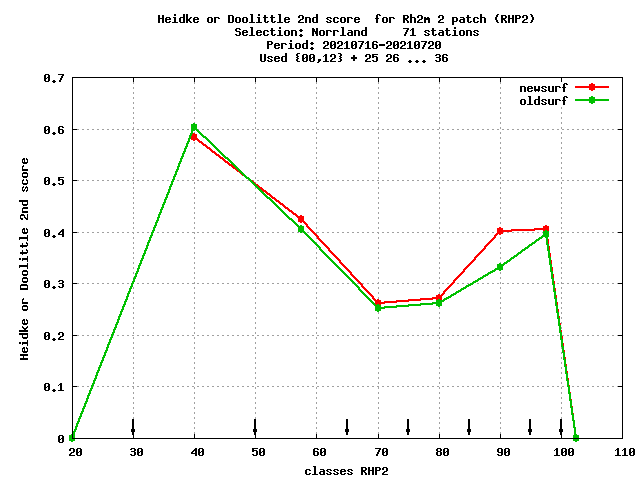 Heidke or Doolittle 2nd score  for Rh2m 2 patch (RHP2)
Selection: Norrland     71 stations
Period: 20210716-20210720
Used {00,12} + 25 26 ... 36
newsurf
oldsurf
Heidke or Doolittle 2nd score
0.7
0.6
0.5
0.4
0.3
0.2
0.1
0
20 30 40 50 60 70 80 90 100 110
classes RHP2